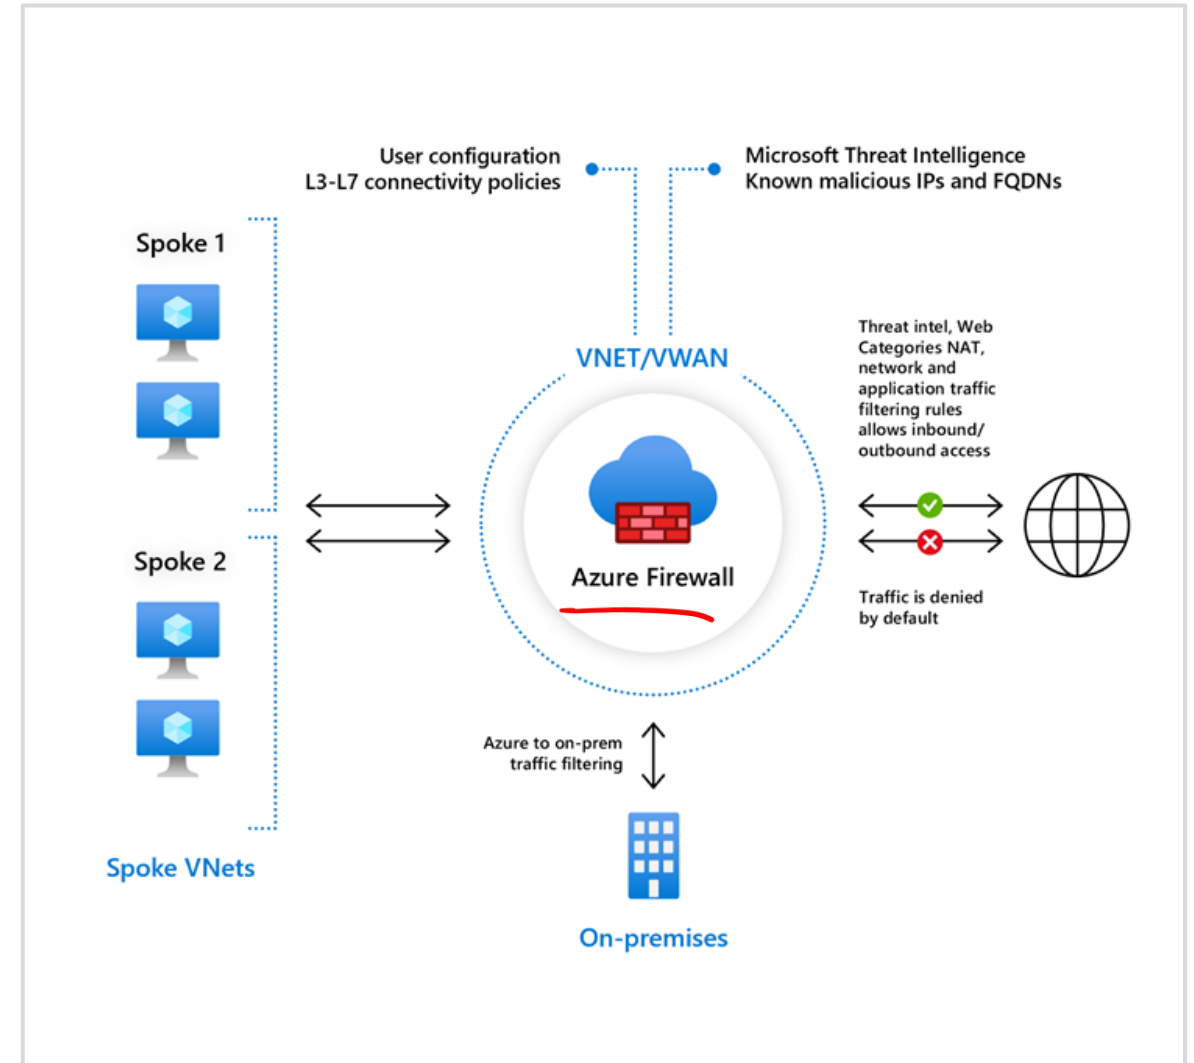 User configuration
L3-L7 connectivity policies
Microsoft Threat Intelligence
Known malicious IPs and FQDNs
Spoke 1
Spoke 2
Spoke VNets
VNET/VWAN
Azure Firewall
Threat intel, Web
Categories NAT,
network and
application traffic
filtering rules
allows inbound/
outbound access
Traffic is denied
by default
Azure to on-prem
traffic filtering
On-premises